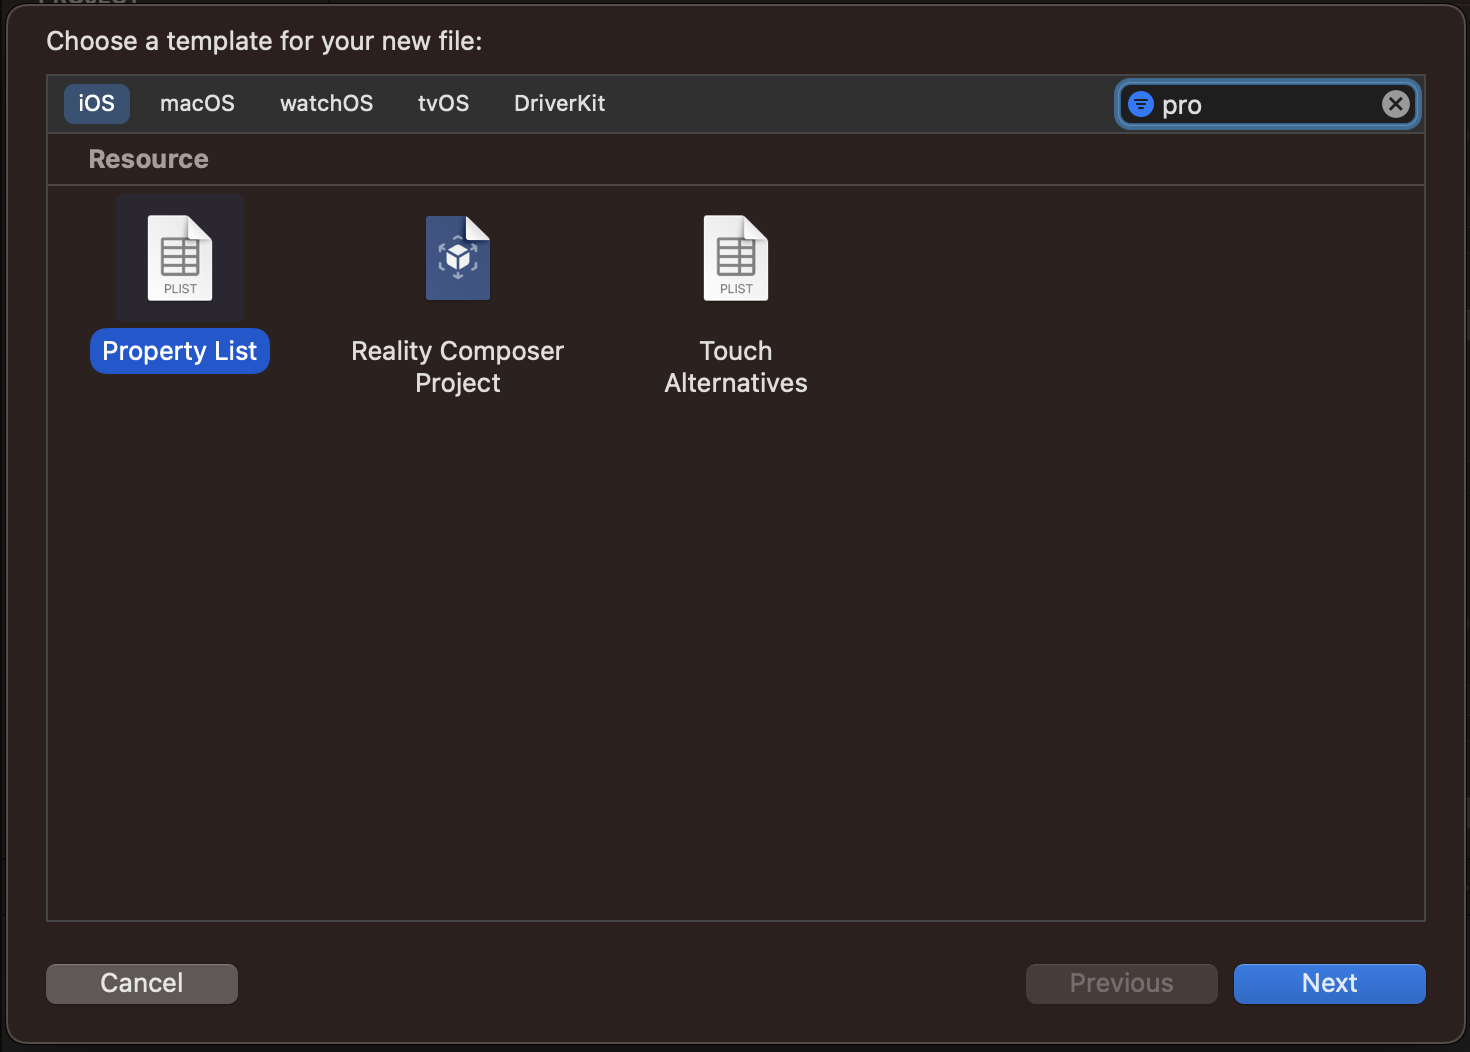 PROJECT
Choose a template for your new file:
iOS macOS watchOS tvOS DriverKit pro
Resource
PLIST
PLIST
Property List
Reality Composer
Project
Touch
Alternatives
Cancel
Previous
Next